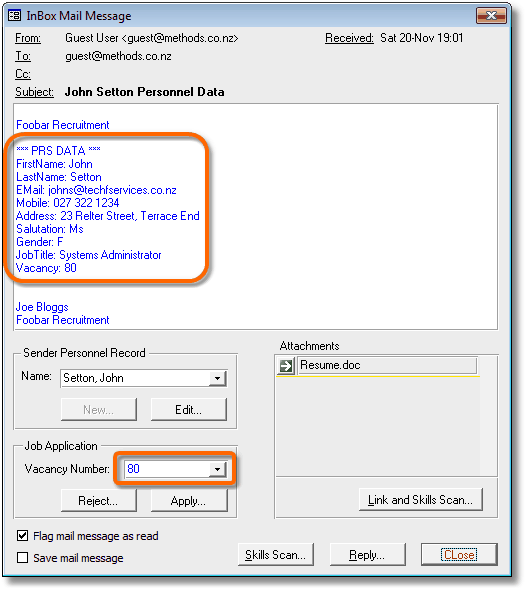 InBox Mail Message
From: Guest User <guest@methods.co.nz> Received: Sat 20-Nov 19:01
To: guest@methods.co.nz
Cc:
Subject: John Setton Personnel Data
Foobar Recruitment
*** PRS DATA ***
FirstName: John
LastName: Setton
EMail: johns@techfservices.co.nz
Mobile: 027 322 1234
Address: 23 Relter Street, Terrace End
Salutation: Ms
Gender: F
JobTitle: Systems Administrator
Vacancy: 80
Joe Bloggs
Foobar Recruitment
Sender Personnel Record
Name: Setton, John
New... Edit...
Job Application
Vacancy Number: 80
Reject... Apply...
Attachments
Resume.doc
Link and Skills Scan...
Flag mail message as read
Save mail message
Skills Scan... Reply... CLose